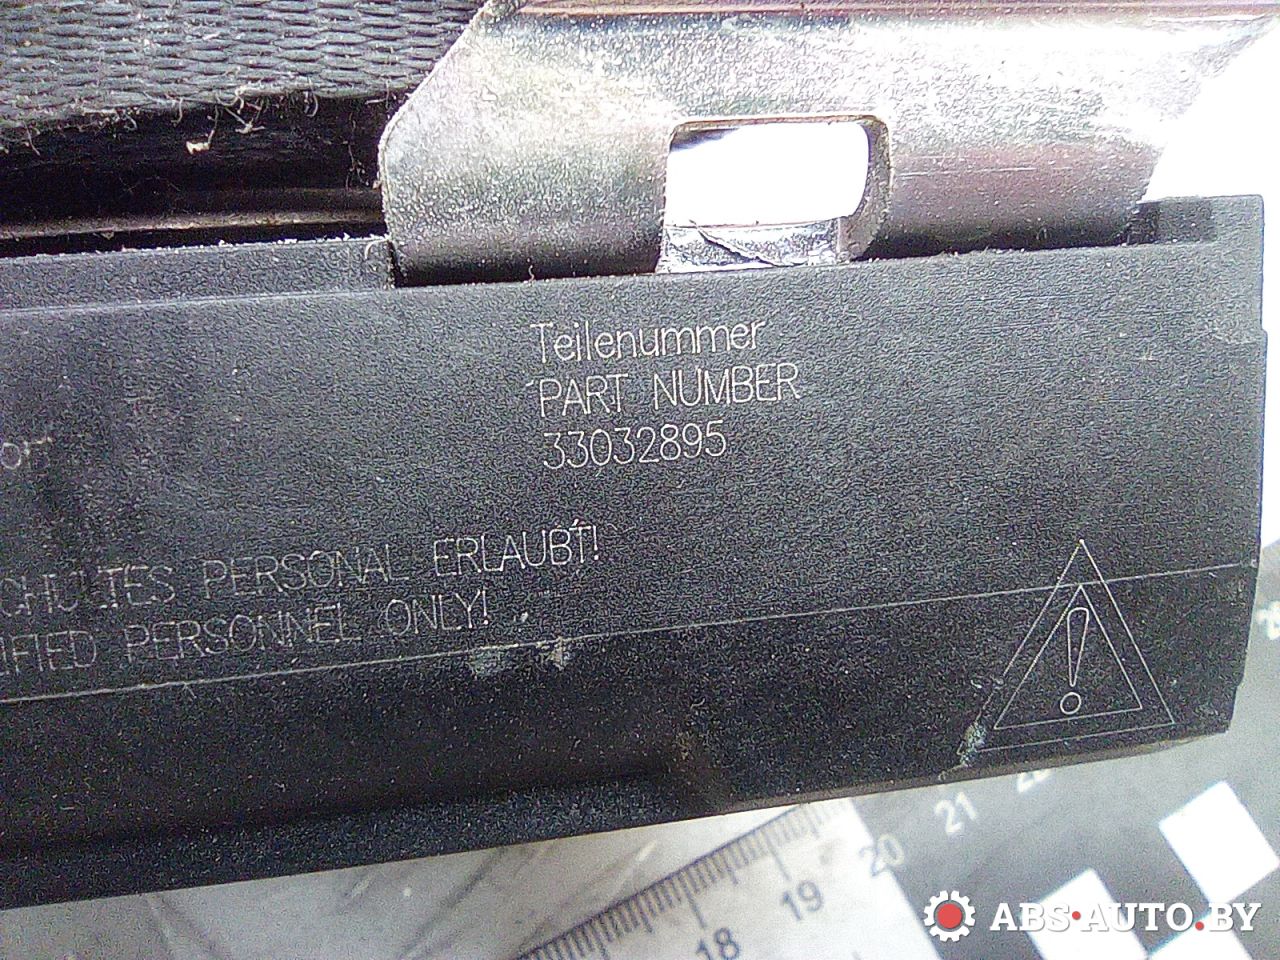 Teilenummer
PART NUMBER
33032895
PERSONAL ERLAUBT!
PERSONNEL ONLY!
21
20
19
18
ABS-AUTO.BY